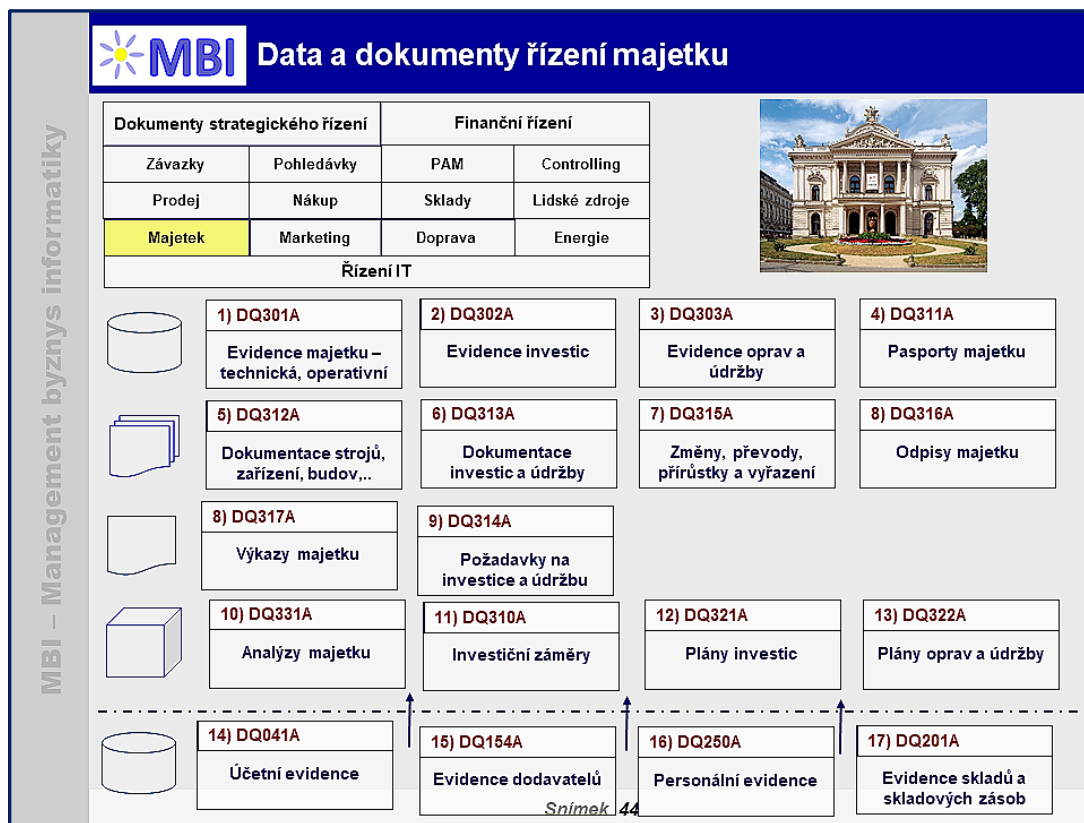 MBI
Data a dokumenty řízení majetku
MBI – Management byznys informatiky
Dokumenty strategického řízení
Finanční řízení
Závazky
Pohledávky
PAM
Controlling
Prodej
Nákup
Sklady
Lidské zdroje
Majetek
Marketing
Doprava
Energie
Řízení IT
1) DQ301A
Evidence majetku –
technická, operativní
2) DQ302A
Evidence investic
3) DQ303A
Evidence oprav a
údržby
4) DQ311A
Pasporty majetku
5) DQ312A
Dokumentace strojů,
zařízení, budov,..
6) DQ313A
Dokumentace
investic a údržby
7) DQ315A
Změny, převody,
přírůstky a vyřazení
8) DQ316A
Odpisy majetku
8) DQ317A
Výkazy majetku
9) DQ314A
Požadavky na
investice a údržbu
10) DQ331A
Analýzy majetku
11) DQ310A
Investiční záměry
12) DQ321A
Plány investic
13) DQ322A
Plány oprav a údržby
14) DQ041A
Účetní evidence
15) DQ154A
Evidence dodavatelů
16) DQ250A
Personální evidence
17) DQ201A
Evidence skladů a
skladových zásob
Snímek 44